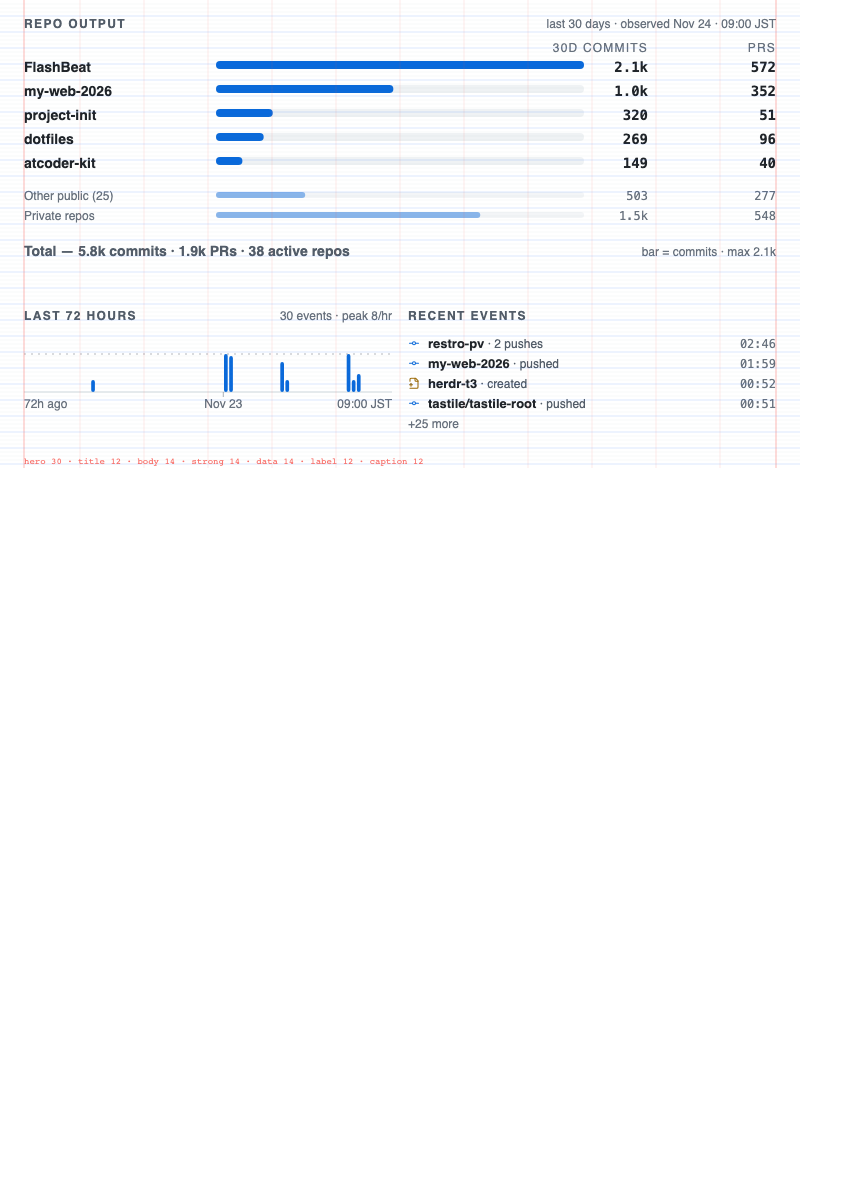 REPO OUTPUT last 30 days · observed Nov 24 · 09:00 JST
30D COMMITS PRS
FlashBeat 2.1k 572
my-web-2026 1.0k 352
project-init 320 51
dotfiles 269 96
atcoder-kit 149 40
Other public (25) 503 277
Private repos 1.5k 548
Total — 5.8k commits · 1.9k PRs · 38 active repos bar = commits · max 2.1k
LAST 72 HOURS 30 events · peak 8/hr
72h ago Nov 23 09:00 JST
RECENT EVENTS
restro-pv · 2 pushes 02:46
my-web-2026 · pushed 01:59
herdr-t3 · created 00:52
tastile/tastile-root · pushed 00:51
+25 more
hero 30 · title 12 · body 14 · strong 14 · data 14 · label 12 · caption 12